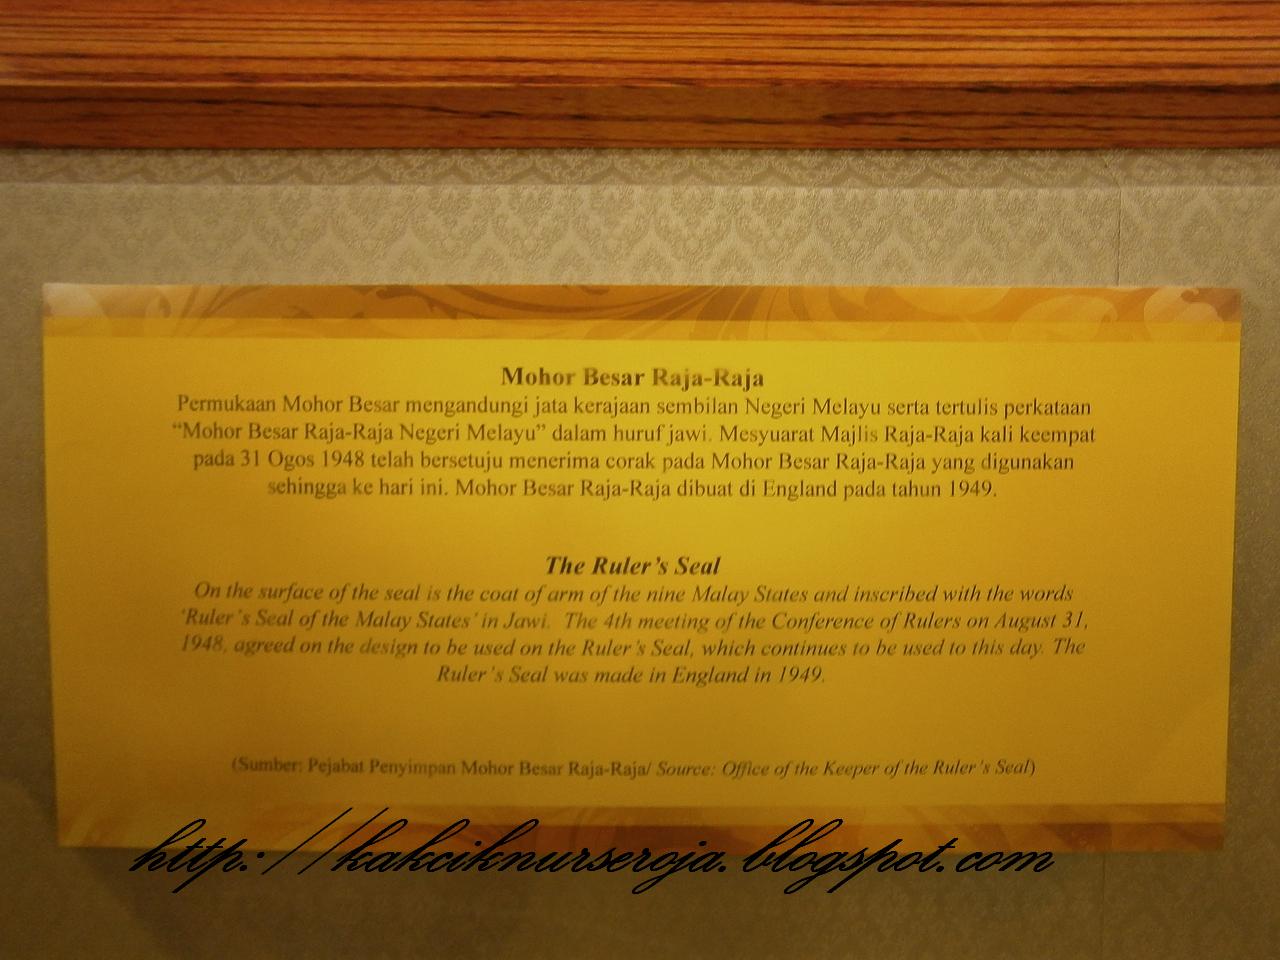 Mohor Besar Raja-Raja
Permukaan Mohor Besar mengandungi jata kerajaan sembilan Negeri Melayu serta tertulis perkataan
“Mohor Besar Raja-Raja Negeri Melayu” dalam huruf jawi. Mesyuarat Majlis Raja-Raja kali keempat
pada 31 Ogos 1948 telah bersetuju menerima corak pada Mohor Besar Raja-Raja yang digunakan
sehingga ke hari ini. Mohor Besar Raja-Raja dibuat di England pada tahun 1949.
The Ruler’s Seal
On the surface of the seal is the coat of arm of the nine Malay States and inscribed with the words
‘Ruler’s Seal of the Malay States’ in Jawi. The 4th meeting of the Conference of Rulers on August 31,
1948, agreed on the design to be used on the Ruler’s Seal, which continues to be used to this day. The
Ruler’s Seal was made in England in 1949.
(Sumber: Pejabat Penyimpan Mohor Besar Raja-Raja/ Source: Office of the Keeper of the Ruler’s Seal)
http://kakciknurseroja.blogspot.com